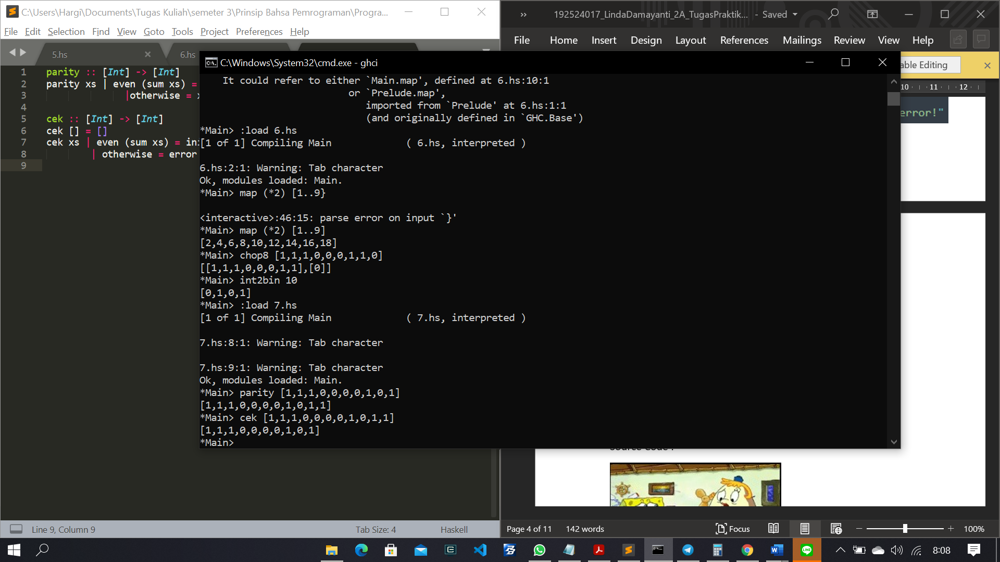 C:\Users\Hargi\Documents\Tugas Kuliah\semeter 3\Prinsip Bahsa Pemrograman\Progra...
File Edit Selection Find View Goto Tools Project Preferences Help
5.hs
6.hs
1 parity :: [Int] -> [Int]
2 parity xs | even (sum xs) =
3 |otherwise =
4
5 cek :: [Int] -> [Int]
6 cek [] = []
7 cek xs | even (sum xs) = in
8 | otherwise = error
9
Line 9, Column 9
Tab Size: 4
Haskell
C:\Windows\System32\cmd.exe - ghci
It could refer to either `Main.map', defined at 6.hs:10:1
or `Prelude.map',
imported from `Prelude' at 6.hs:1:1
(and originally defined in `GHC.Base')
*Main> :load 6.hs
[1 of 1] Compiling Main ( 6.hs, interpreted )
6.hs:2:1: Warning: Tab character
Ok, modules loaded: Main.
*Main> map (*2) [1..9}
<interactive>:46:15: parse error on input `}'
*Main> map (*2) [1..9]
[2,4,6,8,10,12,14,16,18]
*Main> chop8 [1,1,1,0,0,0,1,1,0]
[[1,1,1,0,0,0,1,1],[0]]
*Main> int2bin 10
[0,1,0,1]
*Main> :load 7.hs
[1 of 1] Compiling Main ( 7.hs, interpreted )
7.hs:8:1: Warning: Tab character
7.hs:9:1: Warning: Tab character
Ok, modules loaded: Main.
*Main> parity [1,1,1,0,0,0,0,1,0,1]
[1,1,1,0,0,0,0,1,0,1,1]
*Main> cek [1,1,1,0,0,0,0,1,0,1,1]
[1,1,1,0,0,0,0,1,0,1]
*Main>
192524017_LindaDamayanti_2A_TugasPraktik... - Saved
File Home Insert Design Layout References Mailings Review View Help
able Editing
10 11 12
error!"
Page 4 of 11 142 words
Focus
100%
8:08